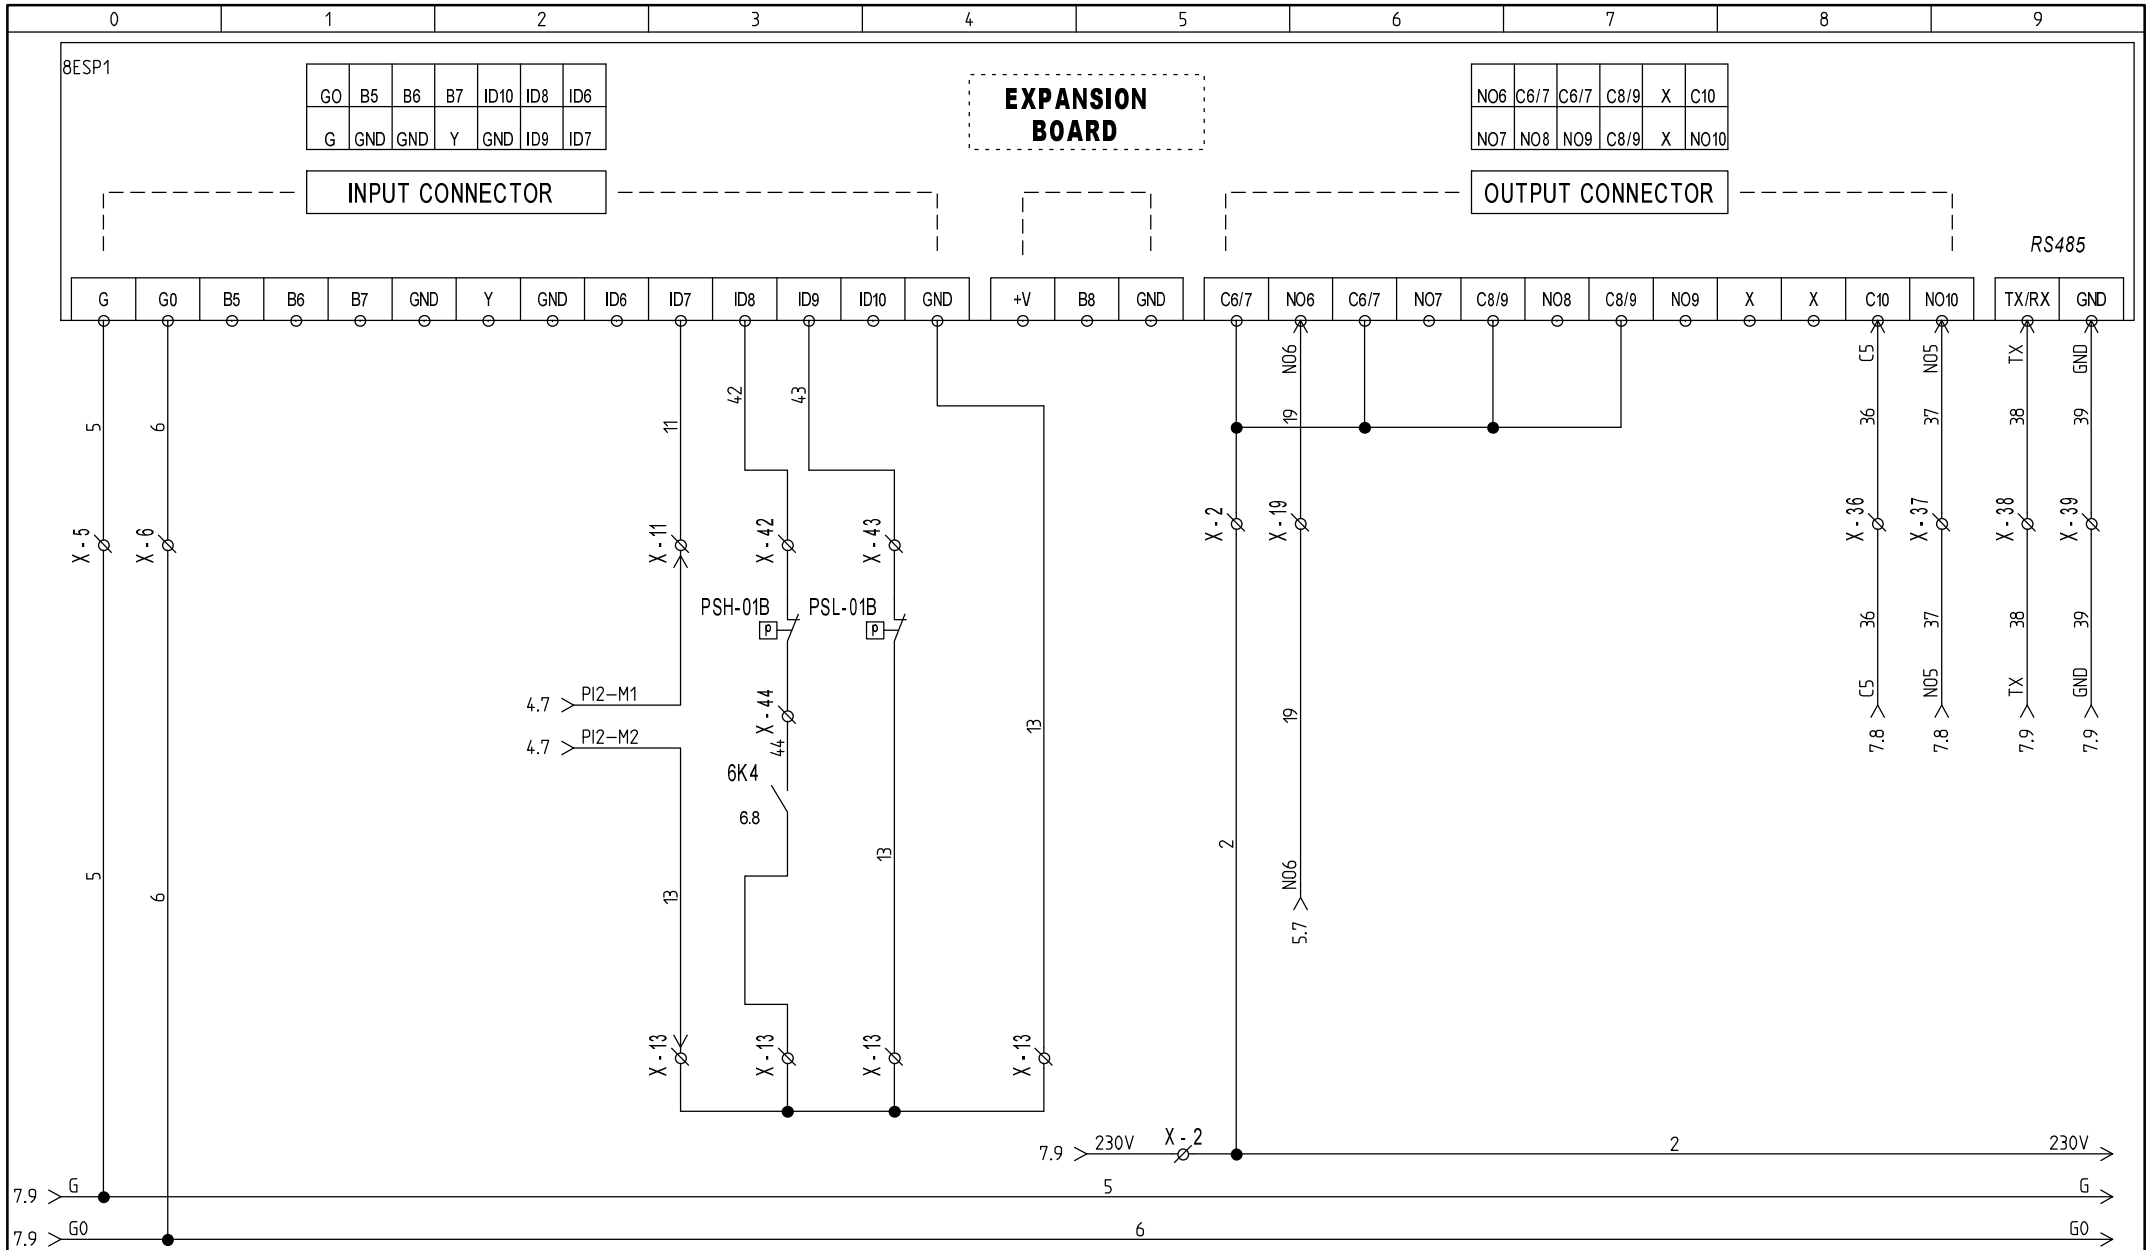 0 1 2 3 4 5 6 7 8 9
8ESP1
G0 B5 B6 B7 ID10 ID8 ID6
G GND GND Y GND ID9 ID7
EXPANSION
BOARD
NO6 C6/7 C6/7 C8/9 X C10
NO7 NO8 NO9 C8/9 X NO10
INPUT CONNECTOR
OUTPUT CONNECTOR
RS485
G G0 B5 B6 B7 GND Y GND ID6 ID7 ID8 ID9 ID10 GND +V B8 GND C6/7 NO6 C6/7 NO7 C8/9 NO8 C8/9 NO9 X X C10 NO10 TX/RX GND
NO6 C5 NO5 TX GND
5 6 11 42 43 19 36 37 38 39
X-5 X-6 X-11 X-42 X-43 X-2 X-19 X-36 X-37 X-38 X-39
PSH-01B PSL-01B
P P
36 37 38 39
4.7 PI2-M1
X-44
C5 NO5 TX GND
4.7 PI2-M2
44
13
19
7.8 7.8 7.9 7.9
6K4
6.8
5 6 13 13 2 NO6
5.7
X-13 X-13 X-13 X-13
7.9 230V X-2 2 230V
7.9 G 5 G
7.9 G0 6 G0